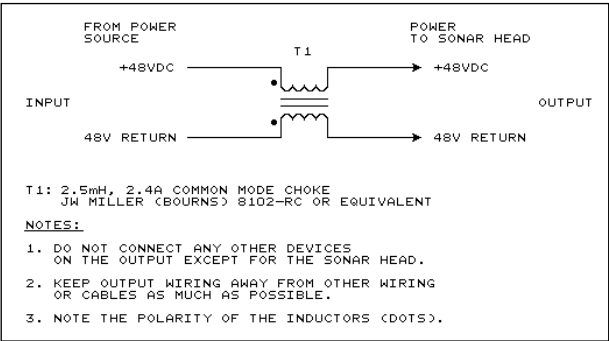 FROM POWER
SOURCE
POWER
TO SONAR HEAD
T1
+48VDC
+48VDC
INPUT
OUTPUT
48V RETURN
48V RETURN
T1: 2.5mH, 2.4A COMMON MODE CHOKE
JW MILLER (BOURNS) 8102-RC OR EQUIVALENT
NOTES:
1. DO NOT CONNECT ANY OTHER DEVICES
ON THE OUTPUT EXCEPT FOR THE SONAR HEAD.
2. KEEP OUTPUT WIRING AWAY FROM OTHER WIRING
OR CABLES AS MUCH AS POSSIBLE.
3. NOTE THE POLARITY OF THE INDUCTORS (DOTS).